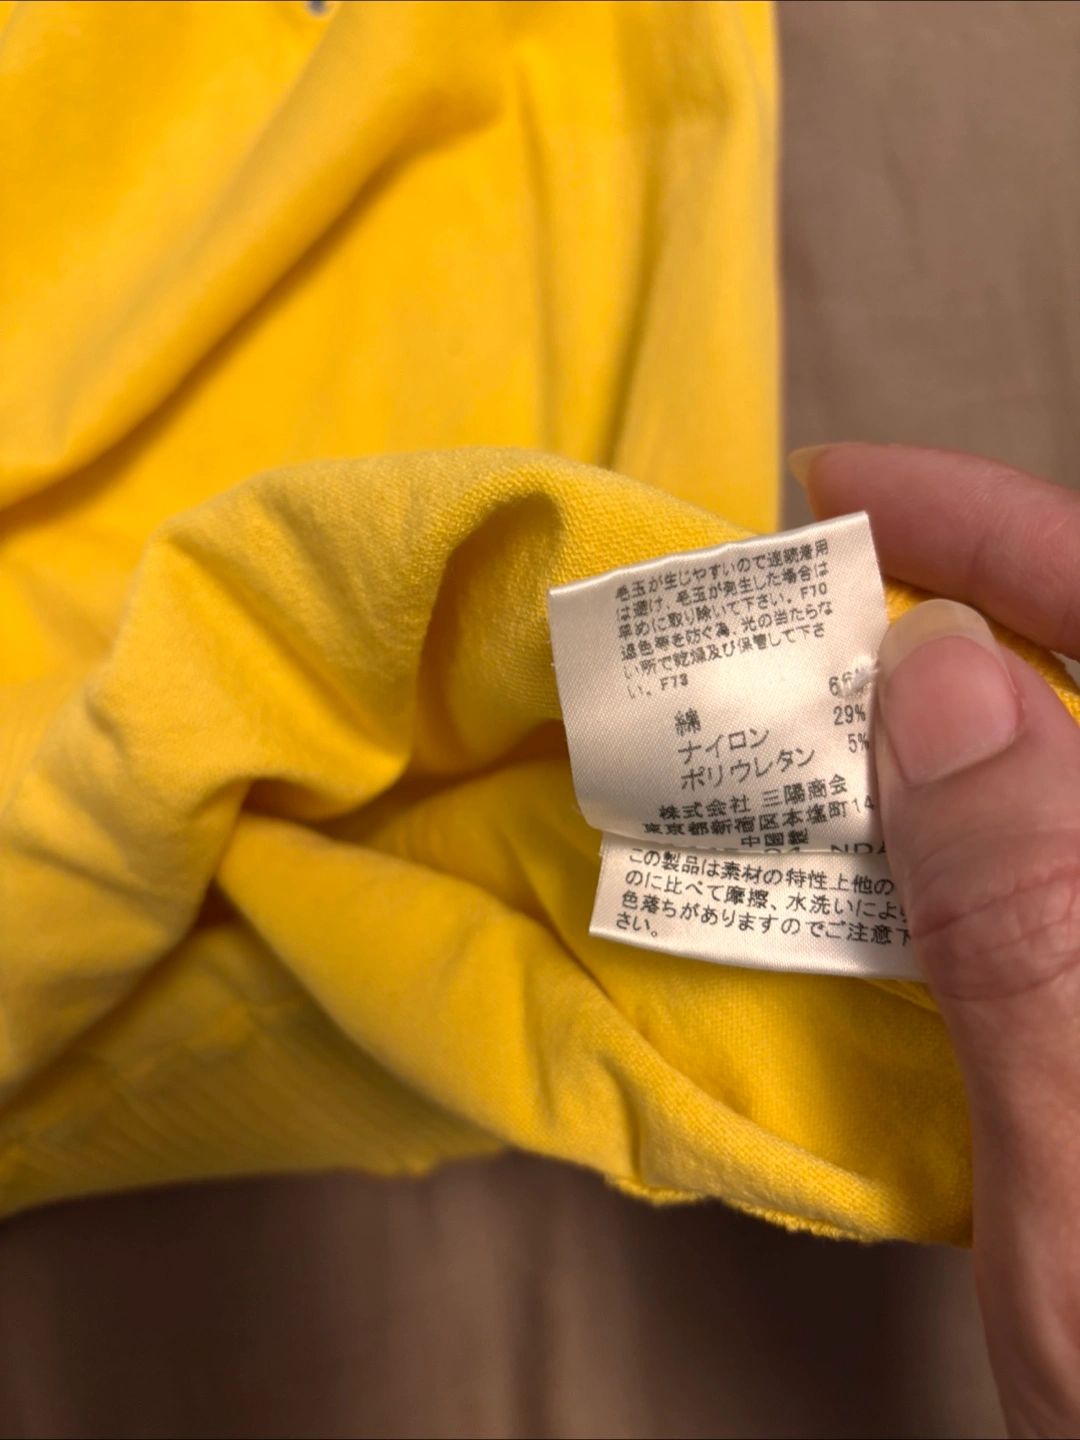 毛玉が生じやすいので連続着用
は避け、毛玉が発生した場合は
早めに取り除いて下さい。F70
退色等を防ぐ為、光の当たらな
い所で乾燥及び保管して下さ
い。F73
綿 66%
ナイロン 29%
ポリウレタン 5%
株式会社 三陽商会
東京都新宿区本塩町14
中国製
この製品は素材の特性上他の
のに比べて摩擦、水洗いにより
色落ちがありますのでご注意下
さい。